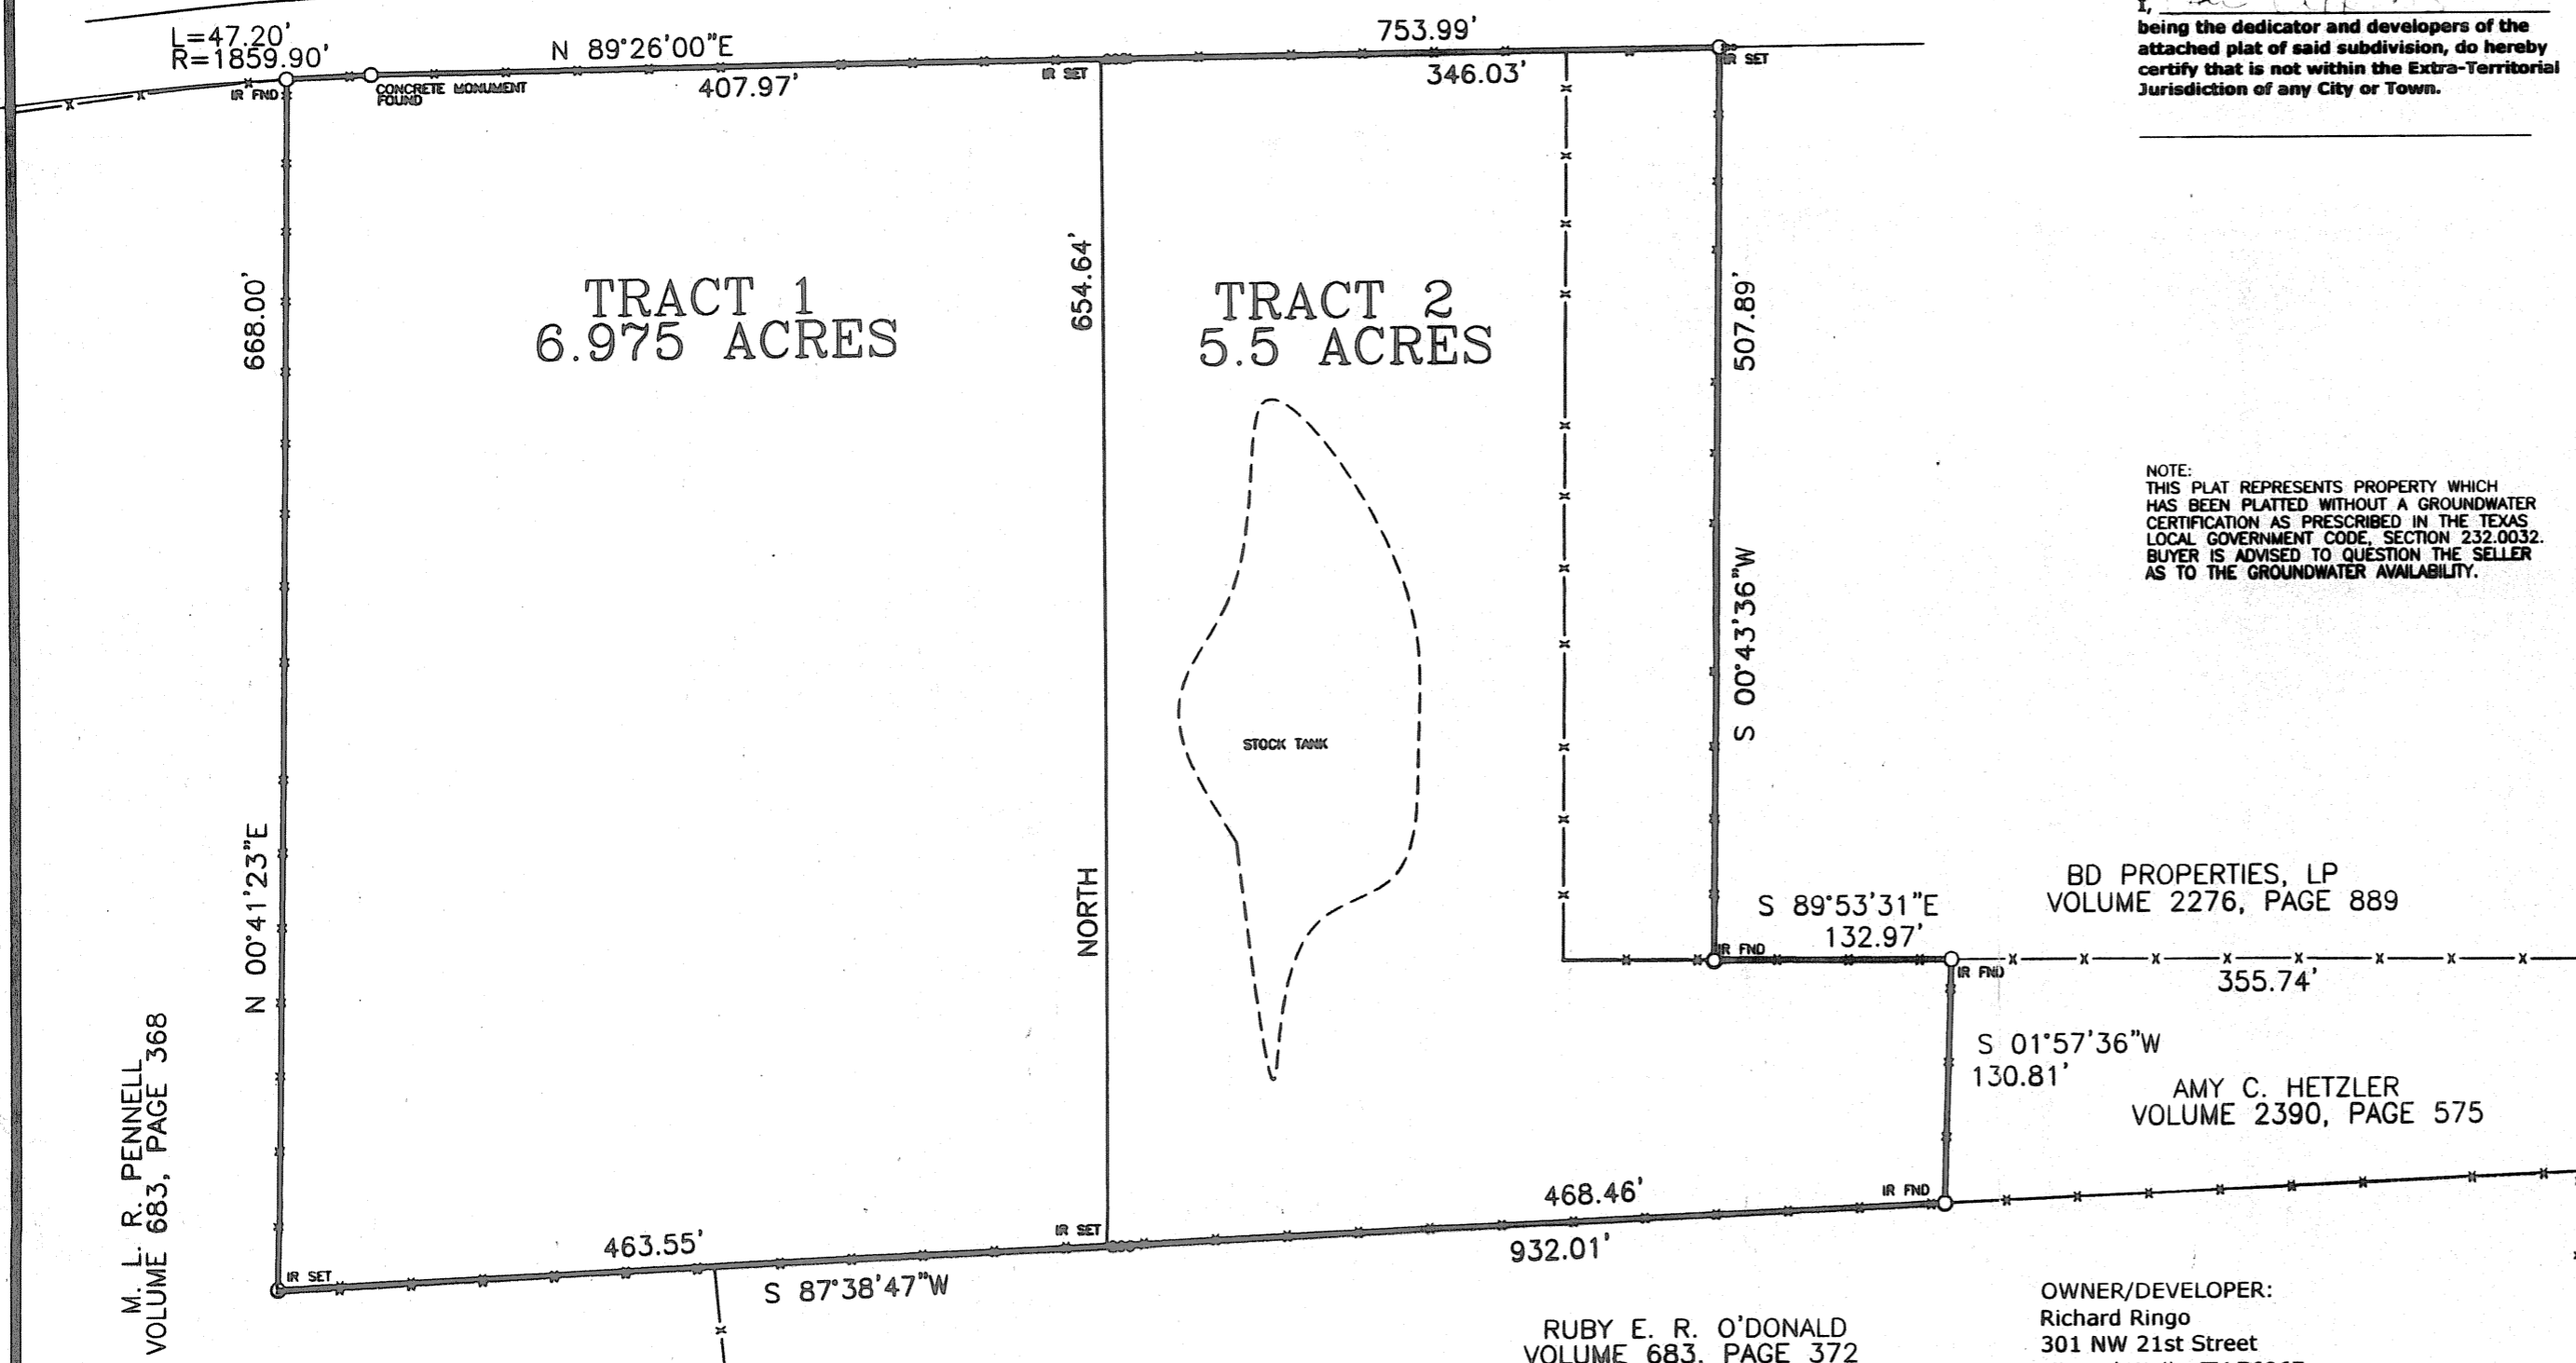 L=47.20'
R=1859.90'
N 89°26'00"E
753.99'
IR FND
CONCRETE MONUMENT
FOUND
407.97'
IR SET
346.03'
IR SET
I,
being the dedicator and developers of the
attached plat of said subdivision, do hereby
certify that is not within the Extra-Territorial
Jurisdiction of any City or Town.
668.00'
TRACT 1
6.975 ACRES
654.64'
TRACT 2
5.5 ACRES
507.89'
NOTE:
THIS PLAT REPRESENTS PROPERTY WHICH
HAS BEEN PLATTED WITHOUT A GROUNDWATER
CERTIFICATION AS PRESCRIBED IN THE TEXAS
LOCAL GOVERNMENT CODE, SECTION 232.0032.
BUYER IS ADVISED TO QUESTION THE SELLER
AS TO THE GROUNDWATER AVAILABILITY.
S 00°43'36"W
STOCK TANK
N 00°41'23"E
NORTH
S 89°53'31"E
132.97'
IR FND
IR FND
BD PROPERTIES, LP
VOLUME 2276, PAGE 889
355.74'
S 01°57'36"W
130.81'
AMY C. HETZLER
VOLUME 2390, PAGE 575
M. L. R. PENNELL
VOLUME 683, PAGE 368
IR SET
463.55'
S 87°38'47"W
IR SET
468.46'
IR FND
932.01'
RUBY E. R. O'DONALD
VOLUME 683, PAGE 372
OWNER/DEVELOPER:
Richard Ringo
301 NW 21st Street